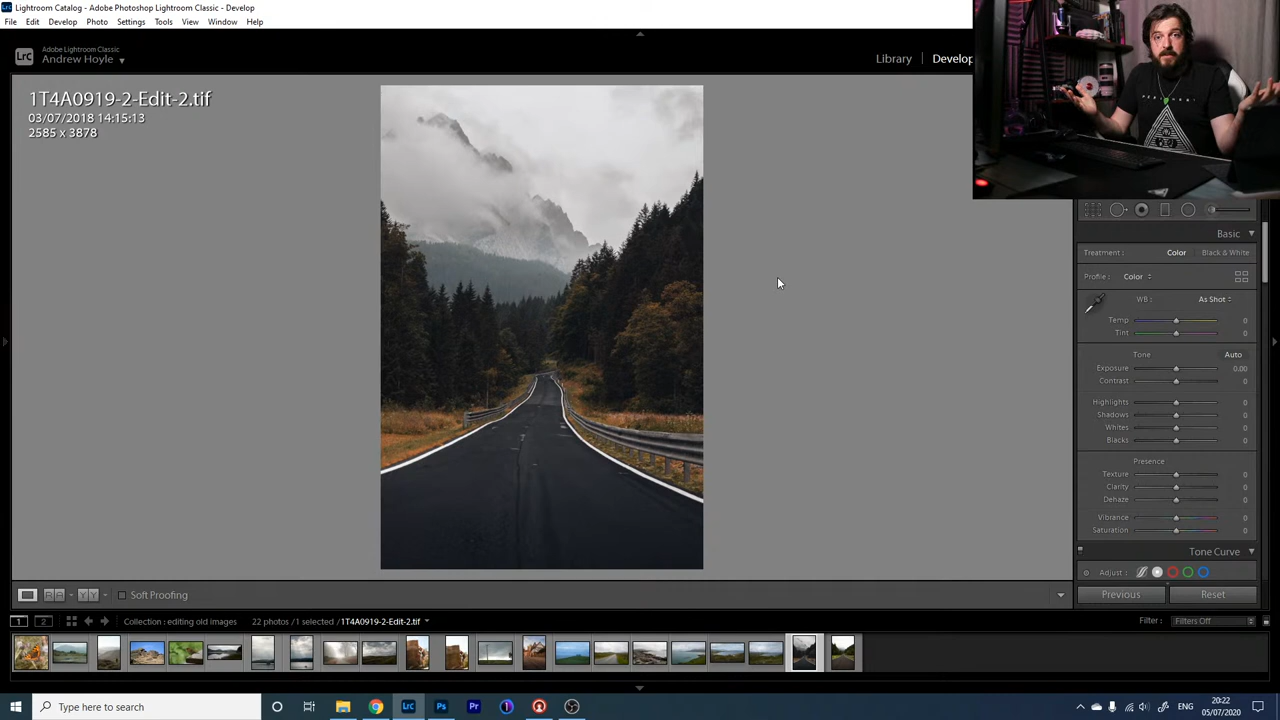 Lightroom Catalog - Adobe Photoshop Lightroom Classic - Develop
File Edit Develop Photo Settings Tools View Window Help
Lrc Adobe Lightroom Classic
Andrew Hoyle
Library | Develop
1T4A0919-2-Edit-2.tif
03/07/2018 14:15:13
2585 x 3878
Basic
Treatment : Color Black & White
Profile : Color
WB : As Shot
Temp 0
Tint 0
Tone Auto
Exposure 0.00
Contrast 0
Highlights 0
Shadows 0
Whites 0
Blacks 0
Presence
Texture 0
Clarity 0
Dehaze 0
Vibrance 0
Saturation 0
Tone Curve
Adjust :
Previous Reset
R A Y Y Soft Proofing
1 2 Collection : editing old images 22 photos / 1 selected / 1T4A0919-2-Edit-2.tif Filter : Filters Off
Type here to search
Lrc Ps Pr
ENG 20:22
05/07/2020